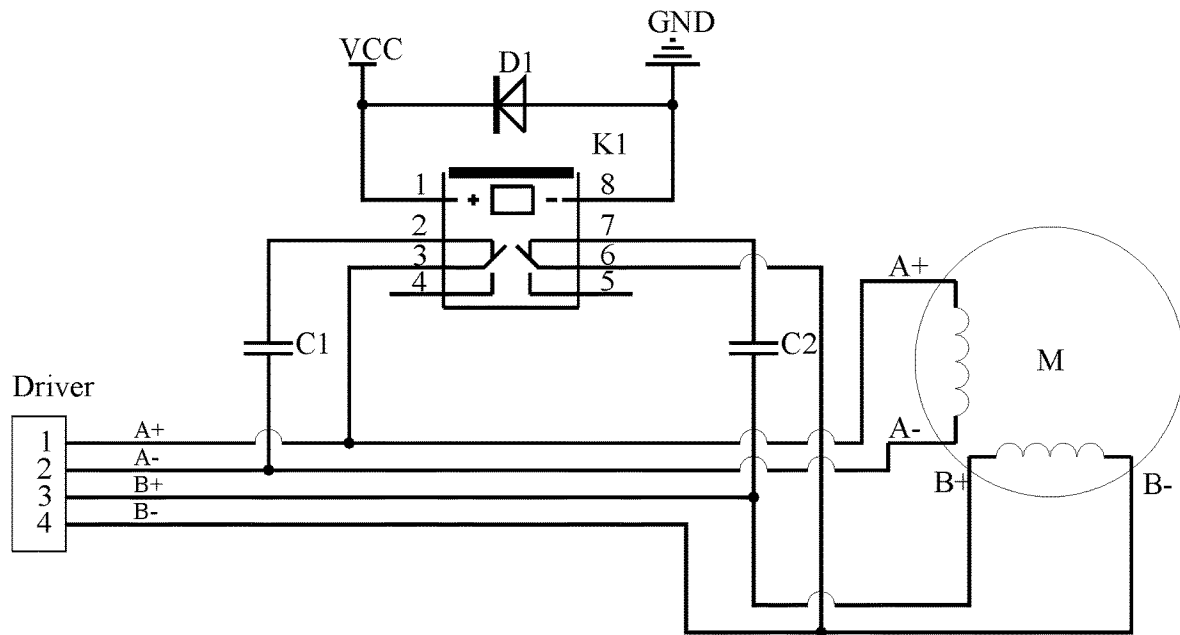 GND
VCC
D1
K1
1 + - 8
2 7
3 6
4 5
A+
C1 C2 M
Driver
1 A+
A-
2 A-
3 B+
B+ B-
4 B-